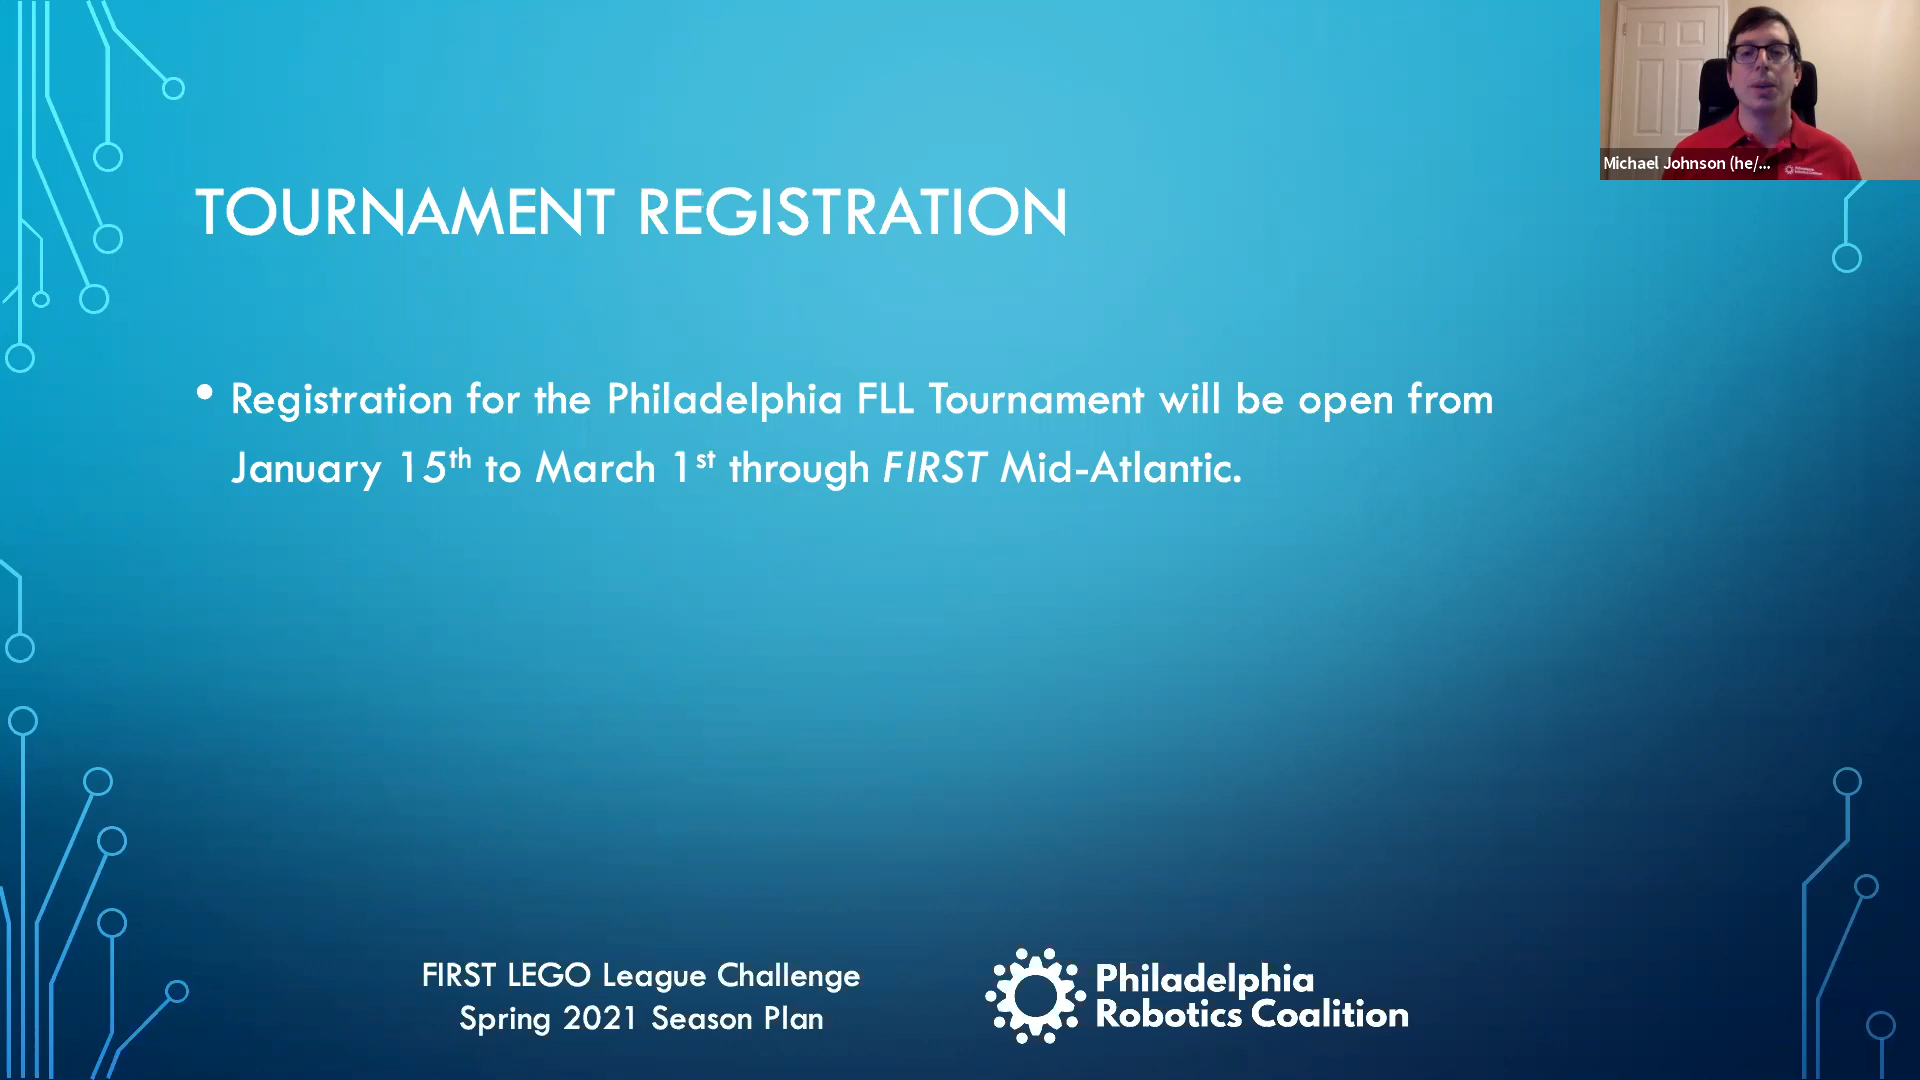 TOURNAMENT REGISTRATION
• Registration for the Philadelphia FLL Tournament will be open from
January 15th to March 1st through FIRST Mid-Atlantic.
FIRST LEGO League Challenge
Spring 2021 Season Plan
Philadelphia
Robotics Coalition
Michael Johnson (he/...